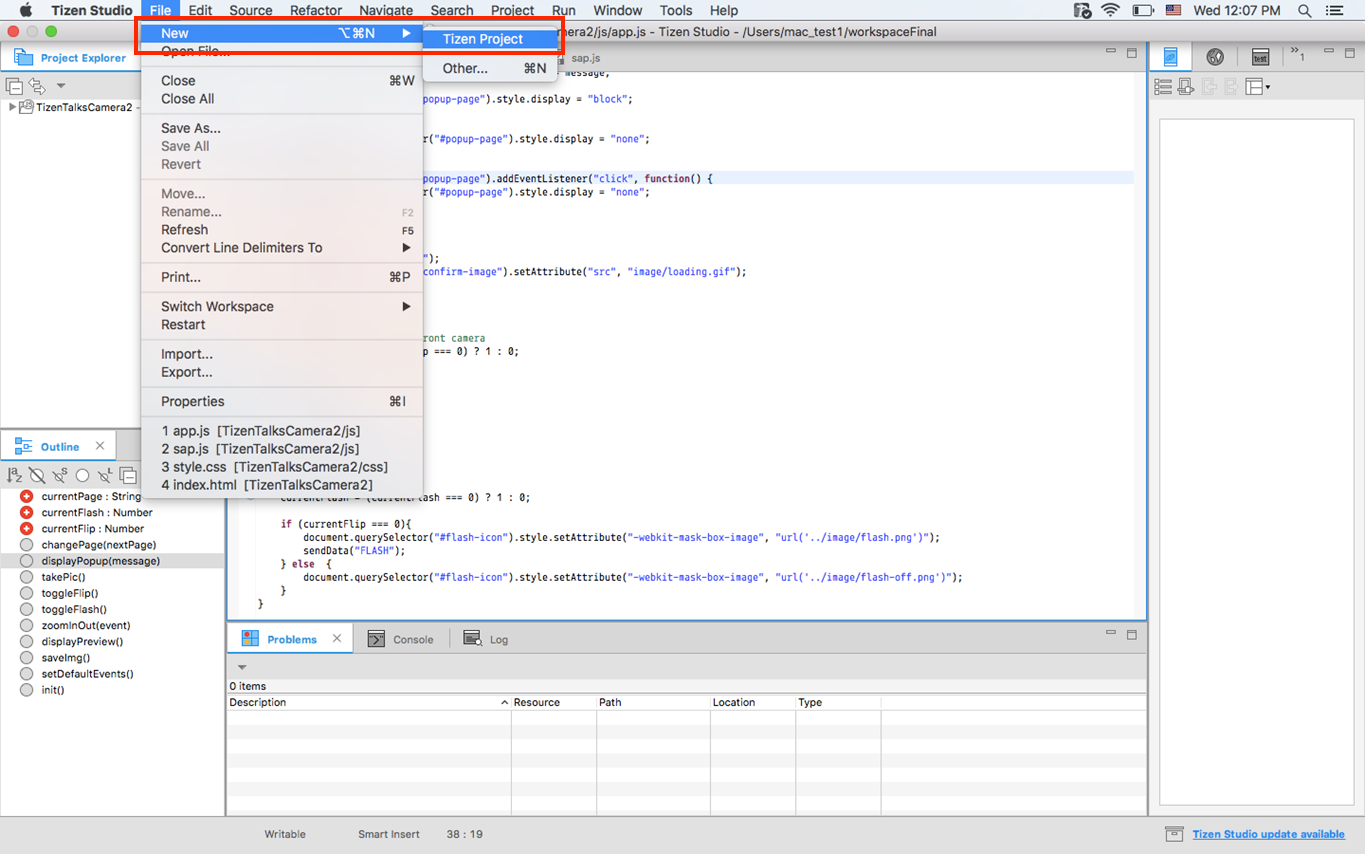 Tizen Studio File Edit Source Refactor Navigate Search Project Run Window Tools Help Wed 12:07 PM
mera2/js/app.js - Tizen Studio - /Users/mac_test1/workspaceFinal
New ⌥⌘N ▶
Tizen Project
Other... ⌘N
Open File...
Close ⌘W
Close All
Save As...
Save All
Revert
Move...
Rename... F2
Refresh F5
Convert Line Delimiters To ▶
Print... ⌘P
Switch Workspace ▶
Restart
Import...
Export...
Properties ⌘I
1 app.js [TizenTalksCamera2/js]
2 sap.js [TizenTalksCamera2/js]
3 style.css [TizenTalksCamera2/css]
4 index.html [TizenTalksCamera2]
Project Explorer
TizenTalksCamera2 -
sap.js
message,
popup-page").style.display = "block";
r("#popup-page").style.display = "none";
popup-page").addEventListener("click", function() {
r("#popup-page").style.display = "none";
");
confirm-image").setAttribute("src", "image/loading.gif");
ront camera
p === 0) ? 1 : 0;
currentFlash = (currentFlash === 0) ? 1 : 0;
if (currentFlip === 0){
document.querySelector("#flash-icon").style.setAttribute("-webkit-mask-box-image", "url('../image/flash.png')");
sendData("FLASH");
} else {
document.querySelector("#flash-icon").style.setAttribute("-webkit-mask-box-image", "url('../image/flash-off.png')");
}
}
test
»1
Outline
currentPage : String
currentFlash : Number
currentFlip : Number
changePage(nextPage)
displayPopup(message)
takePic()
toggleFlip()
toggleFlash()
zoomInOut(event)
displayPreview()
saveImg()
setDefaultEvents()
init()
Problems Console Log
0 items
Description Resource Path Location Type
Writable Smart Insert 38 : 19
Tizen Studio update available